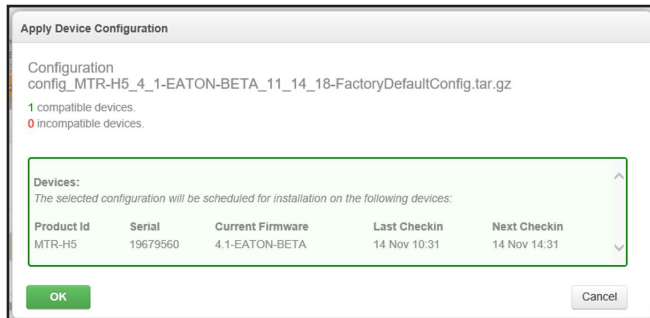 Apply Device Configuration
Configuration
config_MTR-H5_4_1-EATON-BETA_11_14_18-FactoryDefaultConfig.tar.gz
1 compatible devices.
0 incompatible devices.
Devices:
The selected configuration will be scheduled for installation on the following devices:
Product Id Serial Current Firmware Last Checkin Next Checkin
MTR-H5 19679560 4.1-EATON-BETA 14 Nov 10:31 14 Nov 14:31
OK Cancel